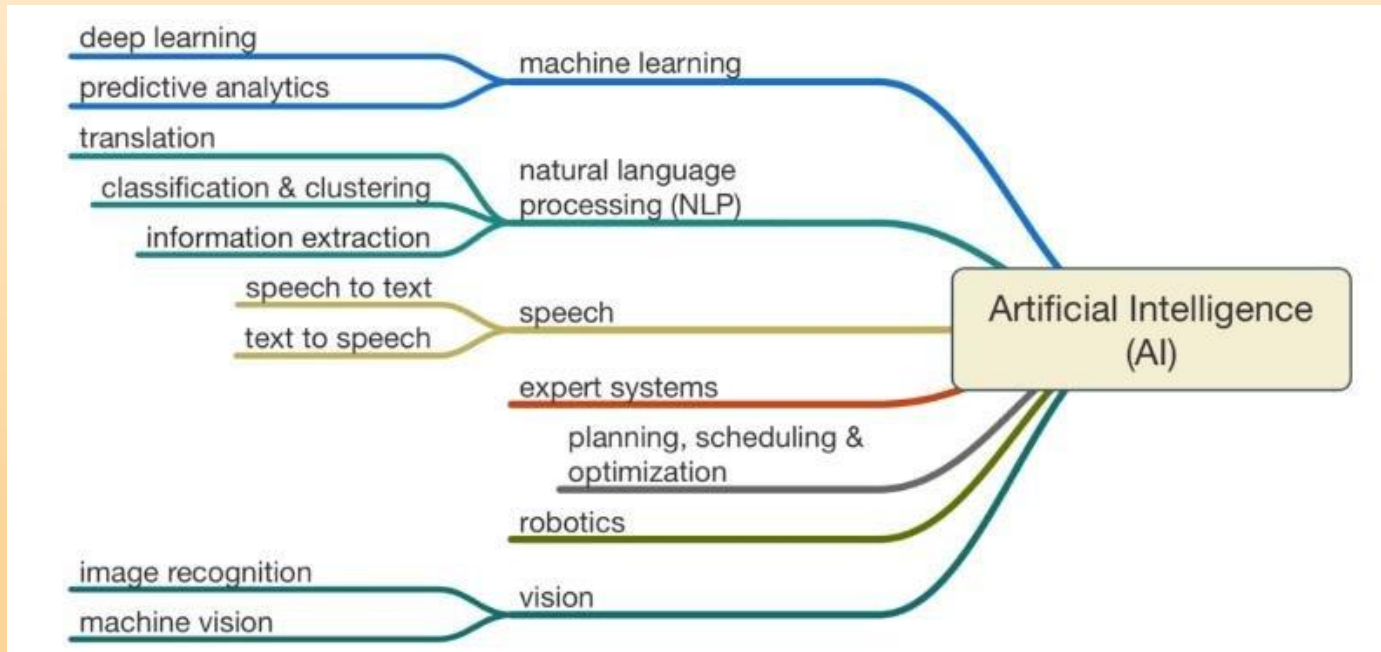 deep learning
predictive analytics
machine learning
translation
classification & clustering
information extraction
natural language
processing (NLP)
speech to text
text to speech
speech
expert systems
planning, scheduling &
optimization
robotics
image recognition
machine vision
vision
Artificial Intelligence
(AI)